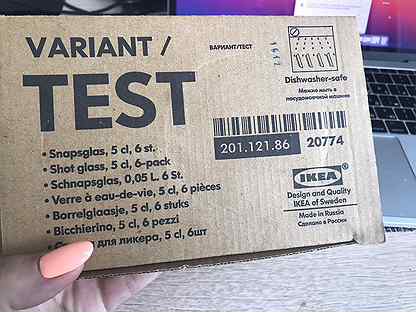 VARIANT /
ВАРИАНТ/ТЕСТ
TEST
Dishwasher-safe
Можно мыть в
посудомоечной машине
201.121.86
20774
• Snapsglas, 5 cl, 6 st.
• Shot glass, 5 cl, 6-pack
• Schnapsglas, 0,05 L. 6 St.
• Verre à eau-de-vie, 5 cl, 6 pièces
• Borrelglaasje, 5 cl, 6 stuks
• Bicchierino, 5 cl, 6 pezzi
для ликера, 5 cl, 6шт
IKEA
Design and Quality
IKEA of Sweden
Made in Russia
Сделано в России